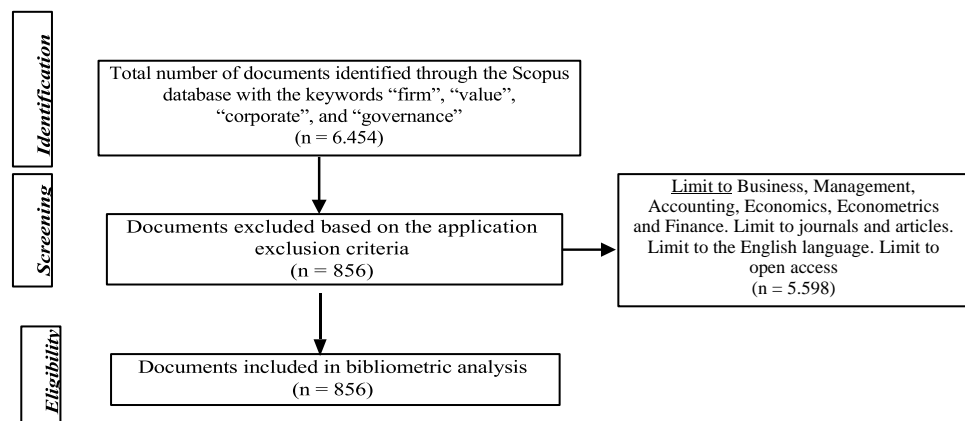 Identification
Total number of documents identified through the Scopus
database with the keywords “firm”, “value”,
“corporate”, and “governance”
(n = 6.454)
Screening
Documents excluded based on the application
exclusion criteria
(n = 856)
Limit to Business, Management,
Accounting, Economics, Econometrics
and Finance. Limit to journals and articles.
Limit to the English language. Limit to
open access
(n = 5.598)
Eligibility
Documents included in bibliometric analysis
(n = 856)